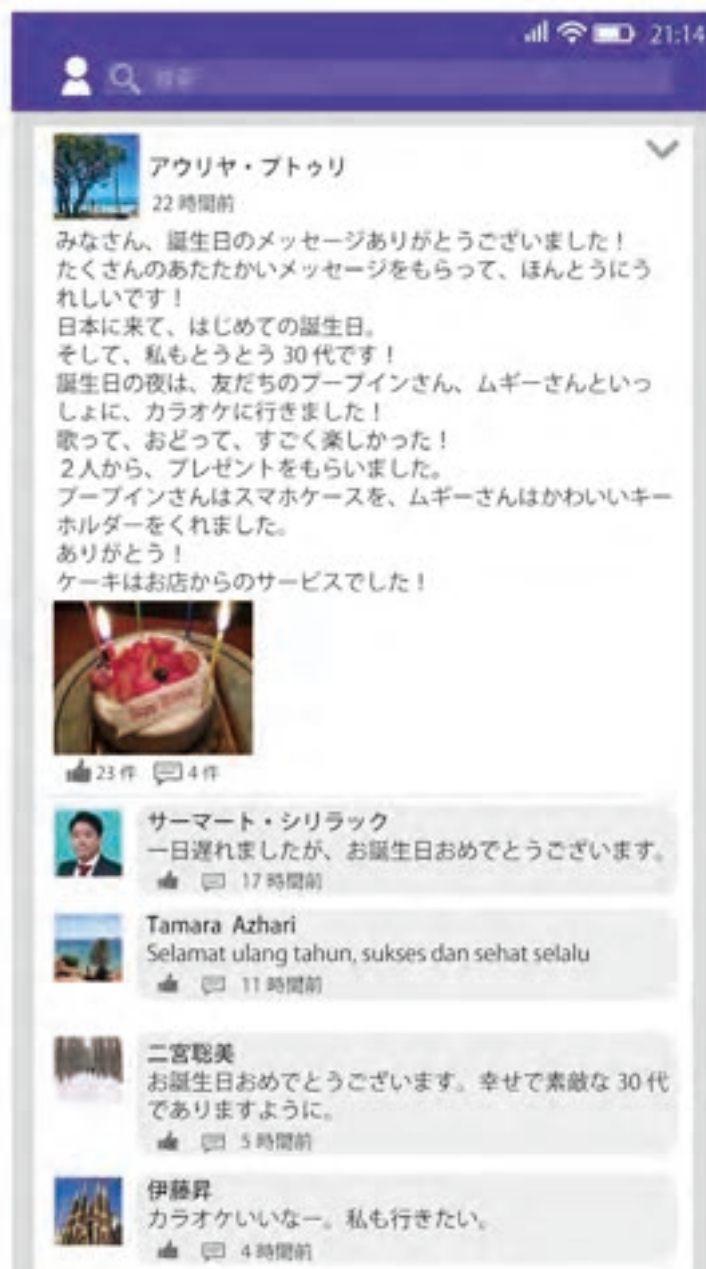 21:14
検索
アウリヤ・プトゥリ
22 時間前
みなさん、誕生日のメッセージありがとうございました！
たくさんのあたたかいメッセージをもらって、ほんとうにう
れしいです！
日本に来て、はじめての誕生日。
そして、私もとうとう 30 代です！
誕生日の夜は、友だちのプープインさん、ムギーさんといっ
しょに、カラオケに行きました！
歌って、おどって、すごく楽しかった！
２人から、プレゼントをもらいました。
プープインさんはスマホケースを、ムギーさんはかわいいキー
ホルダーをくれました。
ありがとう！
ケーキはお店からのサービスでした！
23 件 4 件
サーマート・シリラック
一日遅れましたが、お誕生日おめでとうございます。
17 時間前
Tamara Azhari
Selamat ulang tahun, sukses dan sehat selalu
11 時間前
二宮聡美
お誕生日おめでとうございます。幸せで素敵な 30 代
でありますように。
5 時間前
伊藤昇
カラオケいいなー。私も行きたい。
4 時間前